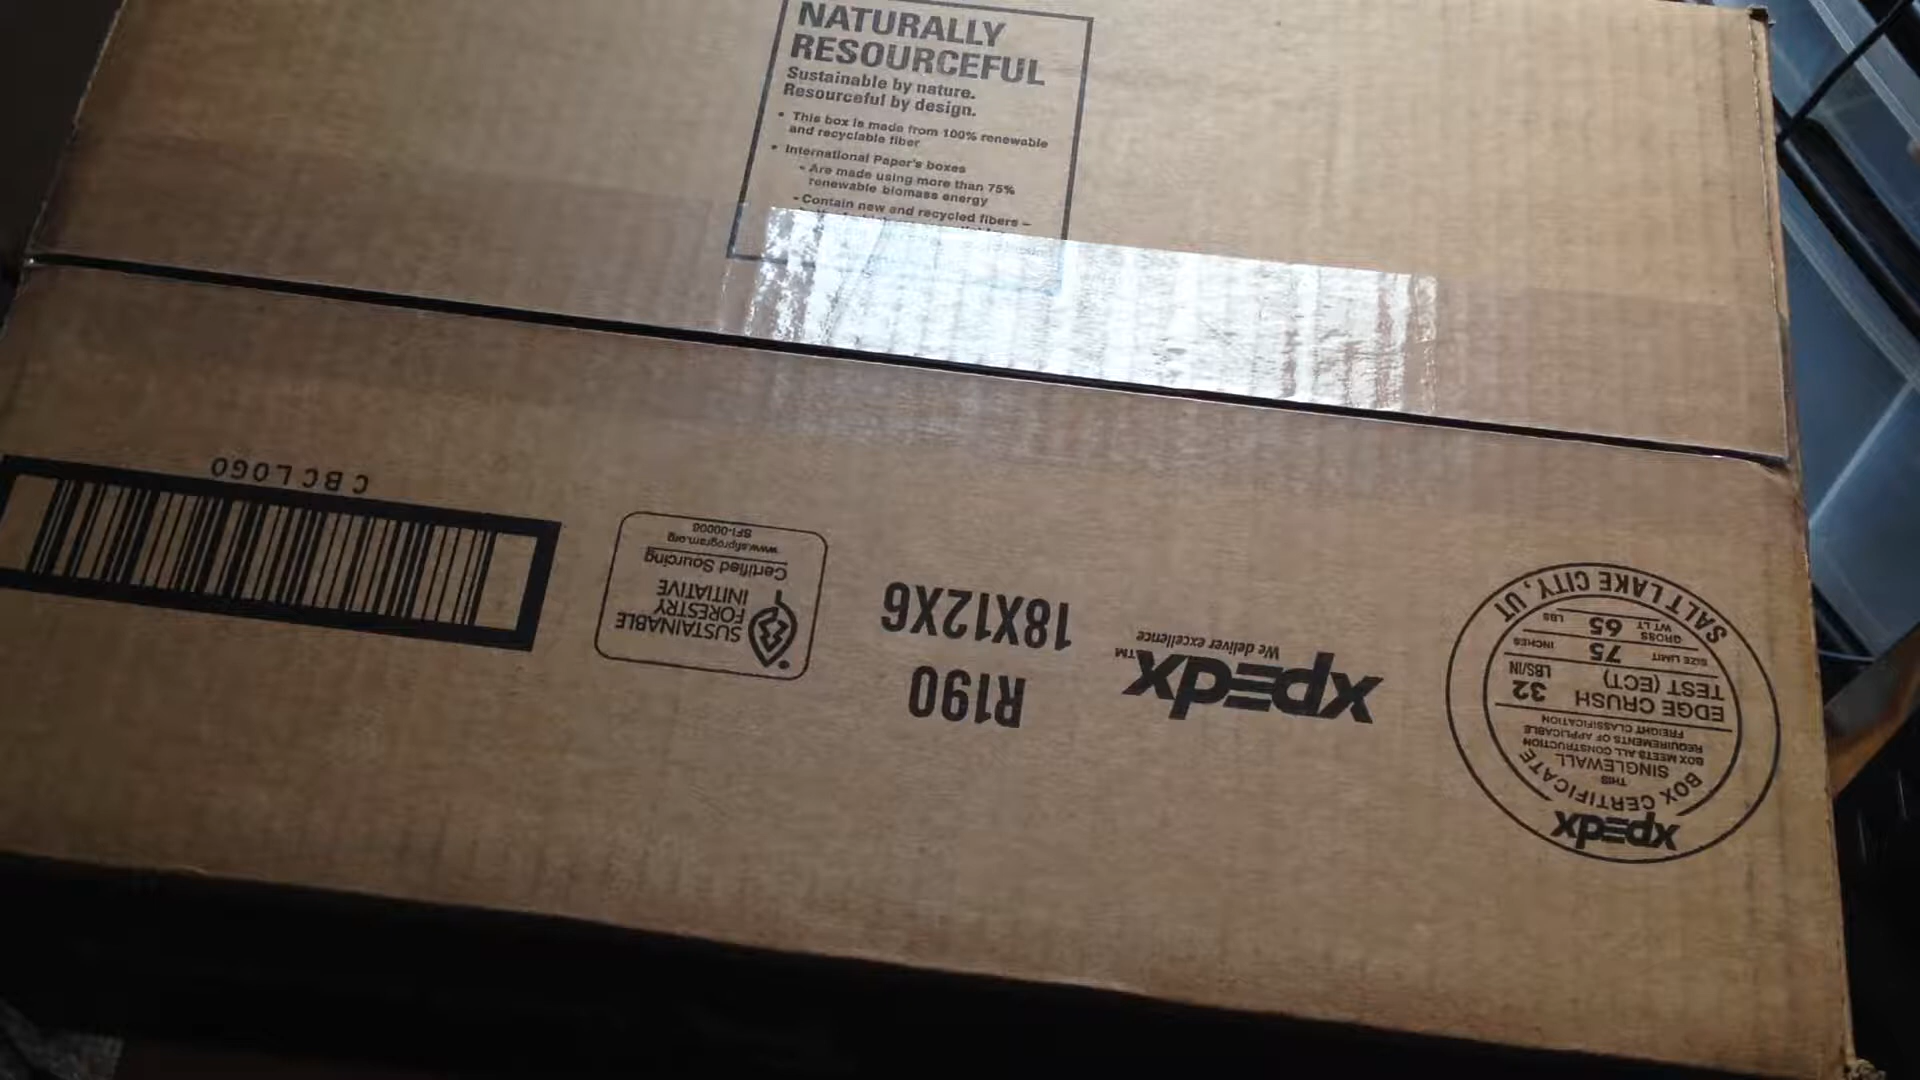 NATURALLY
RESOURCEFUL
Sustainable by nature.
Resourceful by design.
• This box is made from 100% renewable
and recyclable fiber
• International Paper's boxes
- Are made using more than 75%
renewable biomass energy
- Contain new and recycled fibers –
CBCLOGO
SUSTAINABLE
FORESTRY
INITIATIVE
Certified Sourcing
www.sfiprogram.org
SFI-00008
R190
18X12X6
xpedx™
We deliver excellence
xpedx
BOX CERTIFICATE
THIS
SINGLEWALL
BOX MEETS ALL CONSTRUCTION
REQUIREMENTS OF APPLICABLE
FREIGHT CLASSIFICATION
EDGE CRUSH
TEST (ECT) 32 LBS/IN
SIZE LIMIT 75 INCHES
GROSS WT LT 65 LBS
SALT LAKE CITY, UT